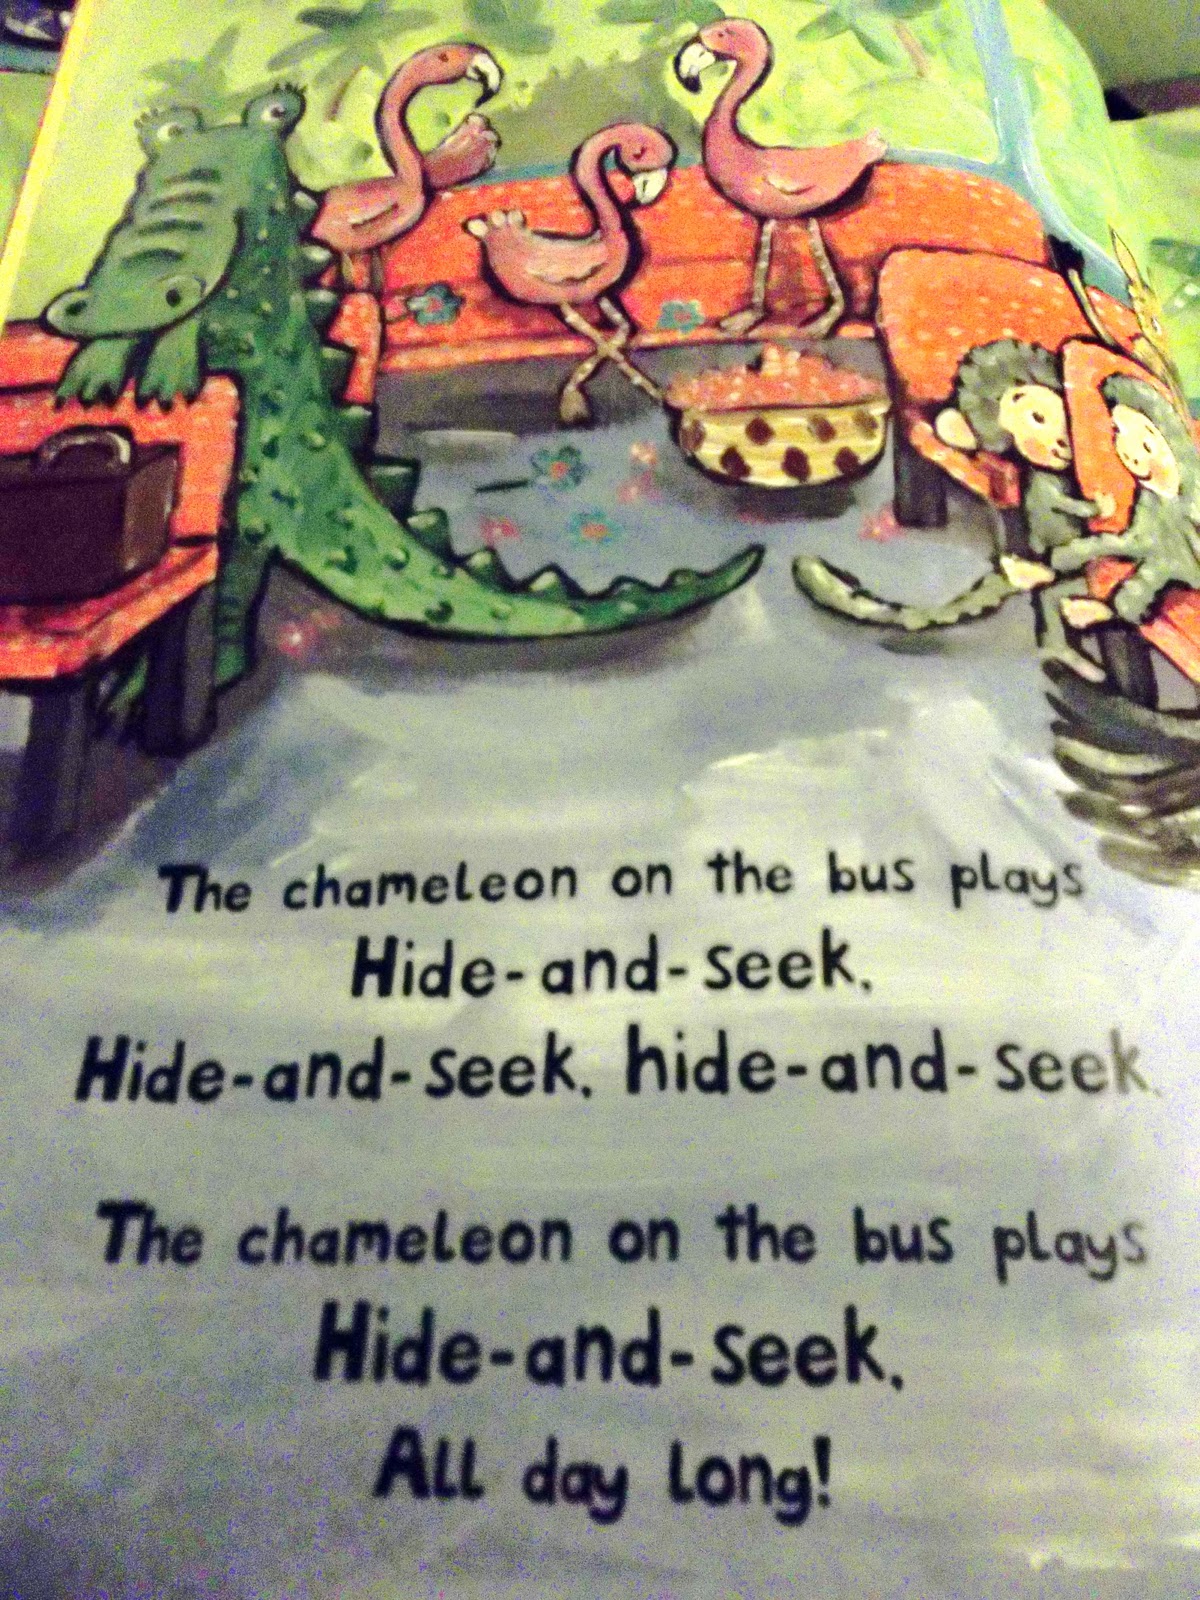 The chameleon on the bus plays
Hide-and-seek,
Hide-and-seek, hide-and-seek.
The chameleon on the bus plays
Hide-and-seek,
All day long!